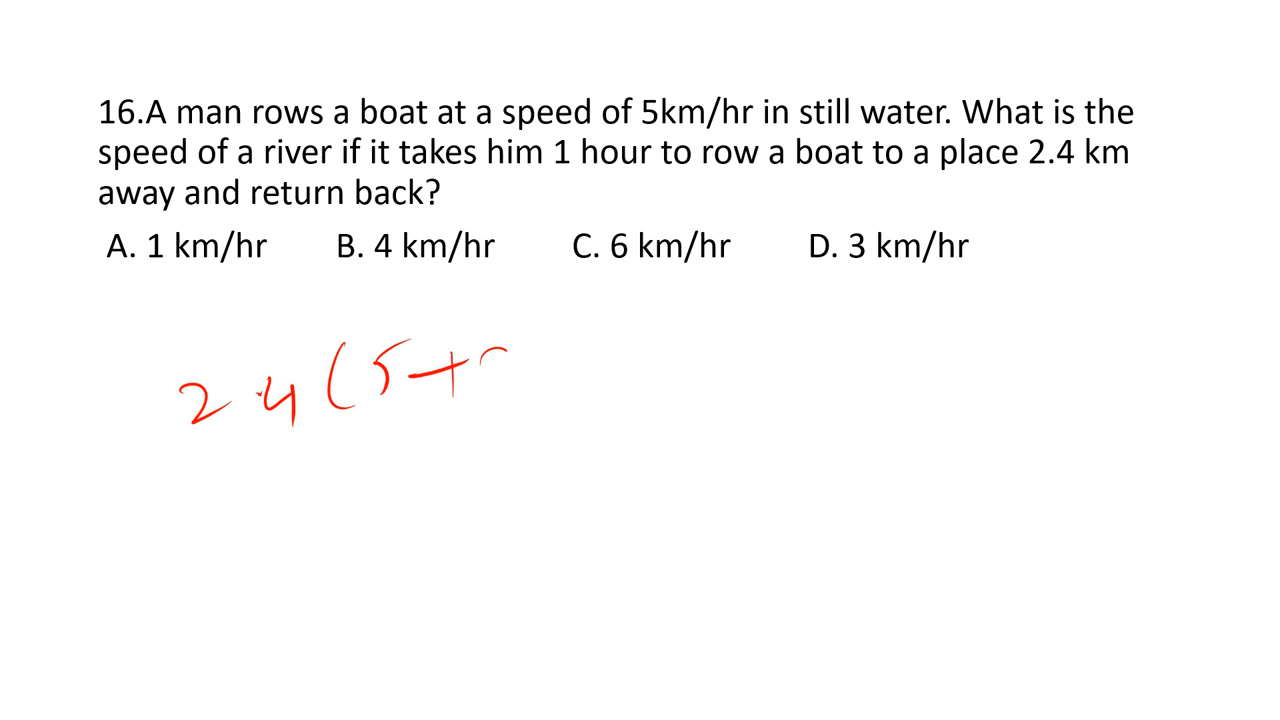 16.A man rows a boat at a speed of 5km/hr in still water. What is the
speed of a river if it takes him 1 hour to row a boat to a place 2.4 km
away and return back?
A. 1 km/hr B. 4 km/hr C. 6 km/hr D. 3 km/hr
2.4 ( 5 +